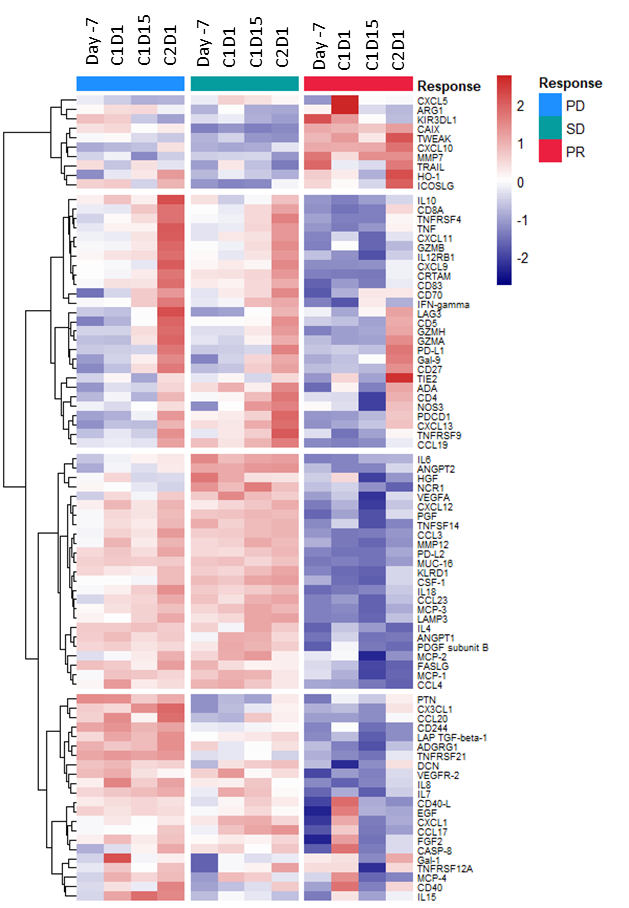 Day -7 C1D1 C1D15 C2D1 Day -7 C1D1 C1D15 C2D1 Day -7 C1D1 C1D15 C2D1
Response
CXCL5
ARG1
KIR3DL1
CAIX
TWEAK
CXCL10
MMP7
TRAIL
HO-1
ICOSLG
IL10
CD8A
TNFRSF4
TNF
CXCL11
GZMB
IL12RB1
CXCL9
CRTAM
CD83
CD70
IFN-gamma
LAG3
CD5
GZMH
GZMA
PD-L1
Gal-9
CD27
TIE2
ADA
CD4
NOS3
PDCD1
CXCL13
TNFRSF9
CCL19
IL6
ANGPT2
HGF
NCR1
VEGFA
CXCL12
PGF
TNFSF14
CCL3
MMP12
PD-L2
MUC-16
KLRD1
CSF-1
IL18
CCL23
MCP-3
LAMP3
IL4
ANGPT1
PDGF subunit B
MCP-2
FASLG
MCP-1
CCL4
PTN
CX3CL1
CCL20
CD244
LAP TGF-beta-1
ADGRG1
TNFRSF21
DCN
VEGFR-2
IL8
IL7
CD40-L
EGF
CXCL1
CCL17
FGF2
CASP-8
Gal-1
TNFRSF12A
MCP-4
CD40
IL15
2
1
0
-1
-2
Response
PD
SD
PR